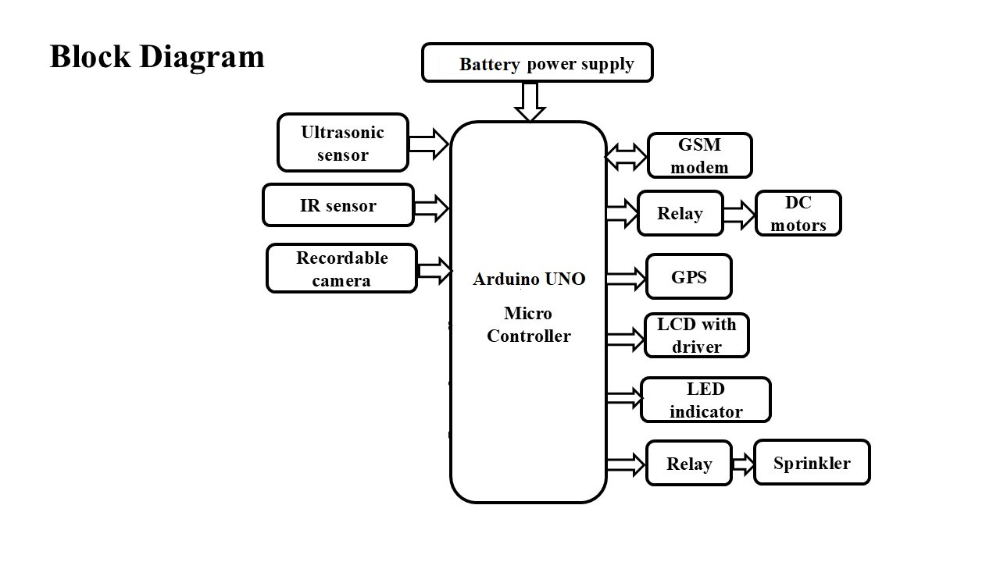 Block Diagram
Battery power supply
Ultrasonic
sensor
IR sensor
Recordable
camera
Arduino UNO
Micro
Controller
GSM
modem
Relay
DC
motors
GPS
LCD with
driver
LED
indicator
Relay
Sprinkler